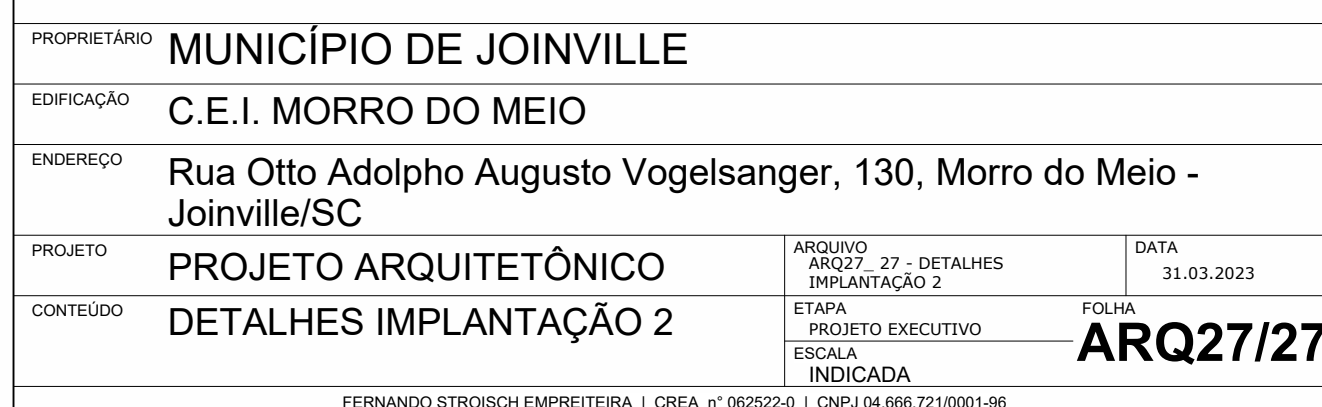 PROPRIETÁRIO MUNICÍPIO DE JOINVILLE
EDIFICAÇÃO C.E.I. MORRO DO MEIO
ENDEREÇO Rua Otto Adolpho Augusto Vogelsanger, 130, Morro do Meio -
Joinville/SC
PROJETO PROJETO ARQUITETÔNICO
ARQUIVO
ARQ27_ 27 - DETALHES
IMPLANTAÇÃO 2
DATA
31.03.2023
CONTEÚDO DETALHES IMPLANTAÇÃO 2
ETAPA
PROJETO EXECUTIVO
ESCALA
INDICADA
FOLHA
ARQ27/27
FERNANDO STROISCH EMPREITEIRA | CREA n° 062522-0 | CNPJ 04.666.721/0001-96